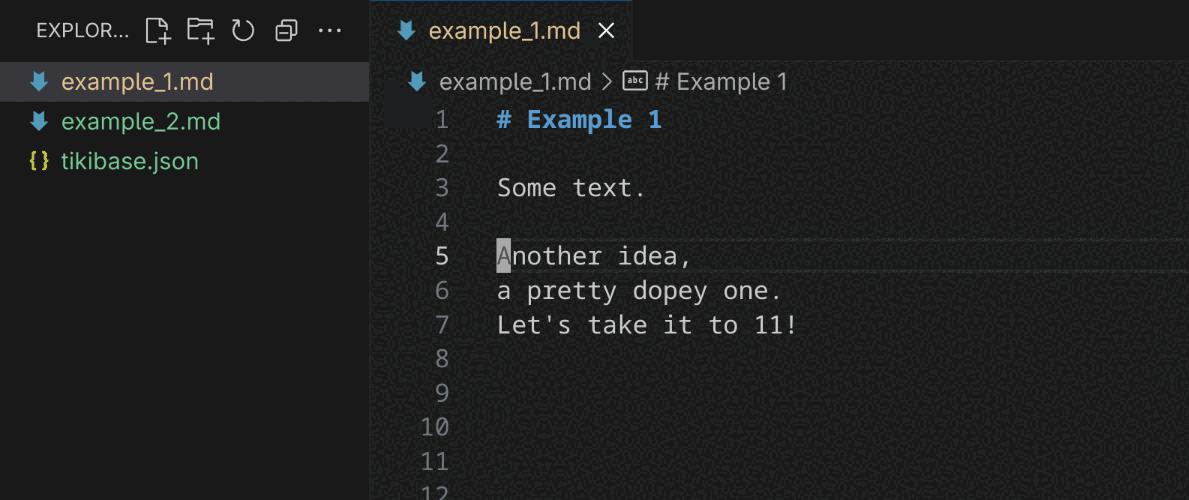 EXPLOR...
example_1.md
example_2.md
{} tikibase.json
example_1.md
example_1.md > abc # Example 1
1 # Example 1
2
3 Some text.
4
5 Another idea,
6 a pretty dopey one.
7 Let's take it to 11!
8
9
10
11
12